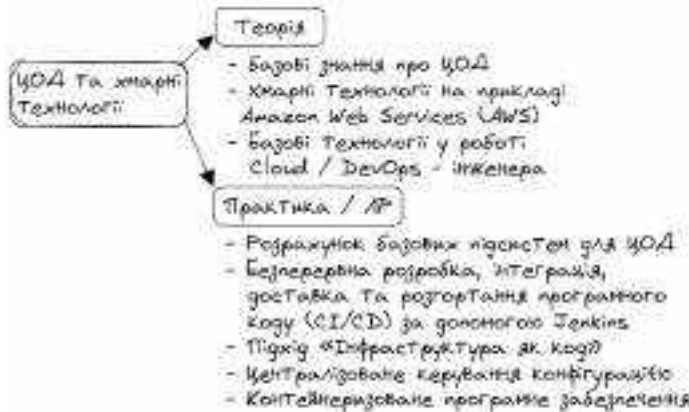 Теорія
ЦОД та хмарні
Технології
- Базові знання про ЦОД
- Хмарні Технології на прикладі
Amazon Web Services (AWS)
- Базові Технології у роботі
Cloud / DevOps - інженера
Практика / ЛР
- Розрахунок базових підсистем для ЦОД
- Безперервна розробка, інтеграція,
доставка та розгортання програмного
коду (CI/CD) за допомогою Jenkins
- Підхід «Інфраструктура як код»
- Централізоване керування конфігурацією
- Контейнеризоване програмне забезпечення